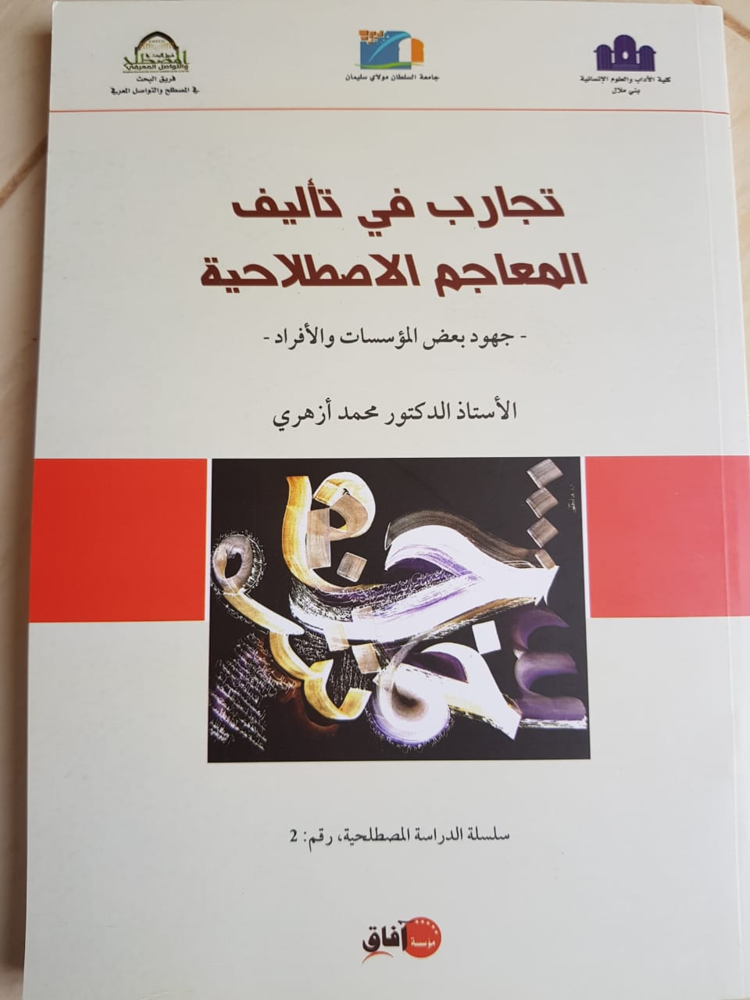 كلية الآداب والعلوم الإنسانية
بني ملال
جامعة السلطان مولاي سليمان
المصطلح
والتواصل المعرفي
فريق البحث
في المصطلح والتواصل المعرفي
تجارب في تأليف
المعاجم الاصطلاحية
- جهود بعض المؤسسات والأفراد -
الأستاذ الدكتور محمد أزهري
سلسلة الدراسة المصطلحية، رقم: 2
مؤسسة آفاق